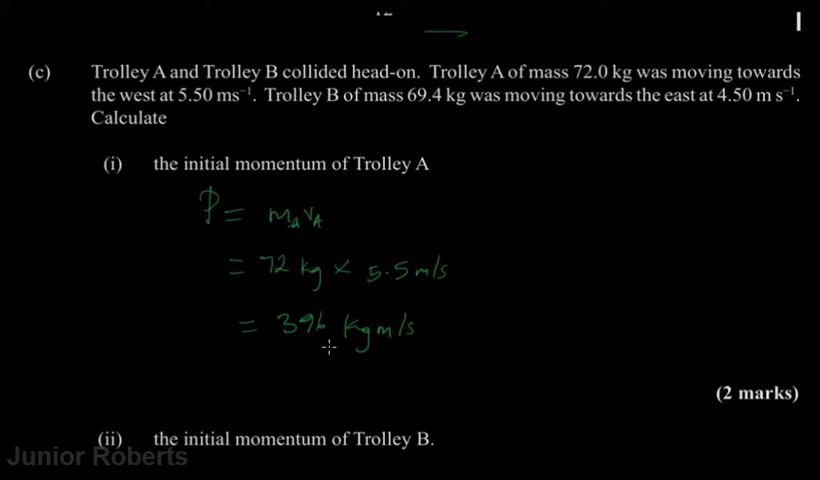 (c) Trolley A and Trolley B collided head-on. Trolley A of mass 72.0 kg was moving towards
the west at 5.50 ms⁻¹. Trolley B of mass 69.4 kg was moving towards the east at 4.50 m s⁻¹.
Calculate
(i) the initial momentum of Trolley A
P = mₐvₐ
= 72 kg × 5.5 m/s
= 396 kgm/s
(2 marks)
(ii) the initial momentum of Trolley B.
Junior Roberts